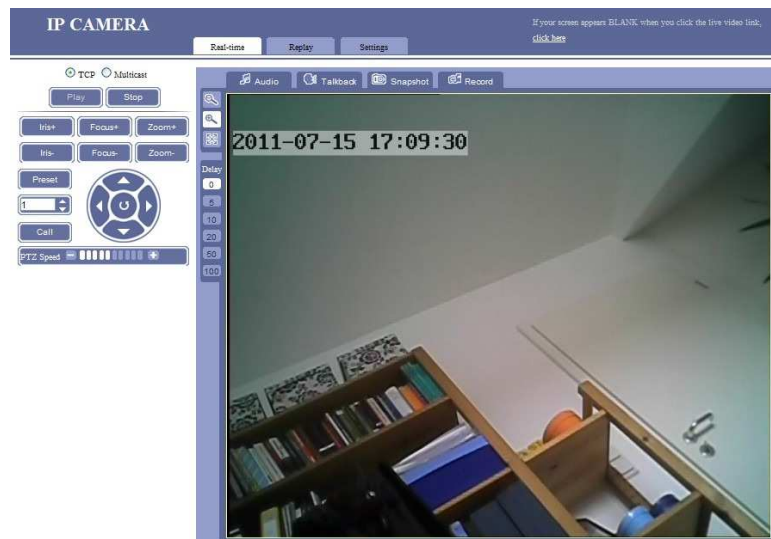 IP CAMERA
If your screen appears BLANK when you click the live video link,
click here
Real-time Replay Settings
TCP Multicast
Play Stop
Iris+ Focus+ Zoom+
Iris- Focus- Zoom-
Preset
1
Call
PTZ Speed
Audio Talkback Snapshot Record
Delay
0
5
10
20
50
100
2011-07-15 17:09:30